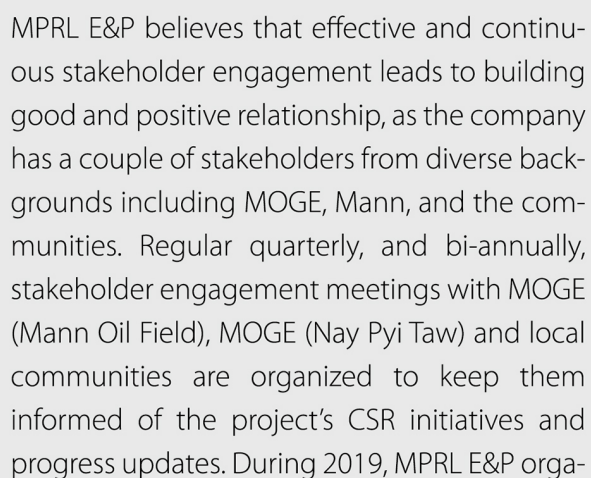 MPRL E&P believes that effective and continu-
ous stakeholder engagement leads to building
good and positive relationship, as the company
has a couple of stakeholders from diverse back-
grounds including MOGE, Mann, and the com-
munities. Regular quarterly, and bi-annually,
stakeholder engagement meetings with MOGE
(Mann Oil Field), MOGE (Nay Pyi Taw) and local
communities are organized to keep them
informed of the project’s CSR initiatives and
progress updates. During 2019, MPRL E&P orga-